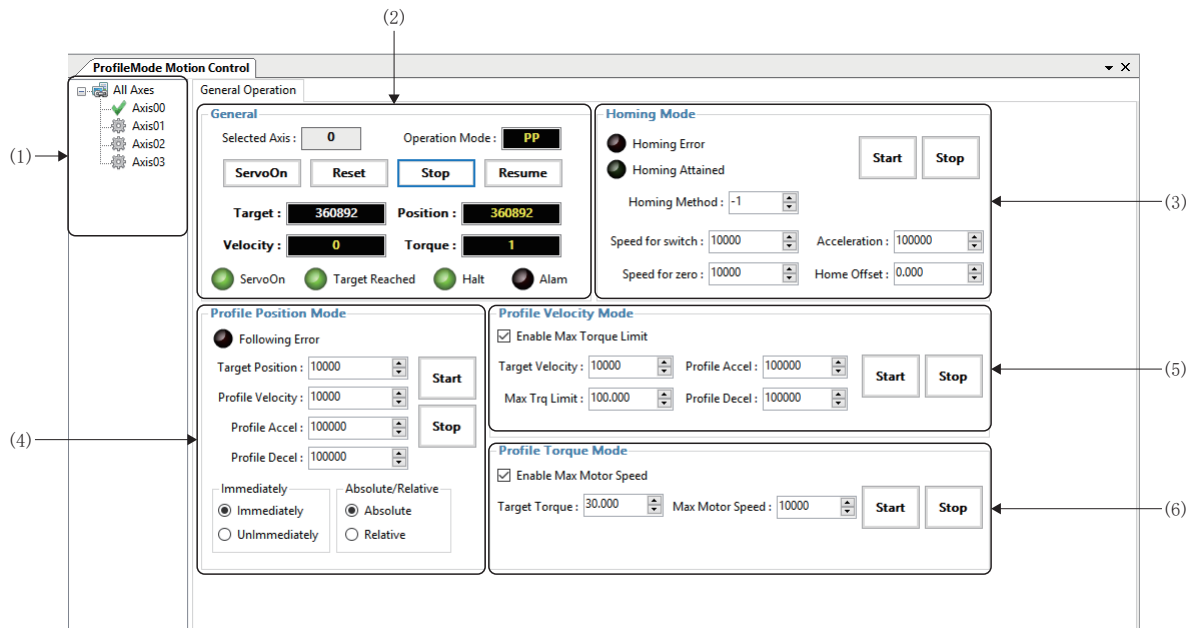 (2)
ProfileMode Motion Control
All Axes
Axis00
Axis01
Axis02
Axis03
(1)
General Operation
General
Selected Axis : 0 Operation Mode : PP
ServoOn Reset Stop Resume
Target : 360892 Position : 360892
Velocity : 0 Torque : 1
ServoOn Target Reached Halt Alam
Homing Mode
Homing Error
Homing Attained
Start Stop
Homing Method : -1
Speed for switch : 10000 Acceleration : 100000
Speed for zero : 10000 Home Offset : 0.000
(3)
Profile Position Mode
Following Error
Target Position : 10000
Profile Velocity : 10000
Profile Accel : 100000
Profile Decel : 100000
Start
Stop
Immediately
Immediately
UnImmediately
Absolute/Relative
Absolute
Relative
(4)
Profile Velocity Mode
Enable Max Torque Limit
Target Velocity : 10000 Profile Accel : 100000
Max Trq Limit : 100.000 Profile Decel : 100000
Start Stop
(5)
Profile Torque Mode
Enable Max Motor Speed
Target Torque : 30.000 Max Motor Speed : 10000
Start Stop
(6)